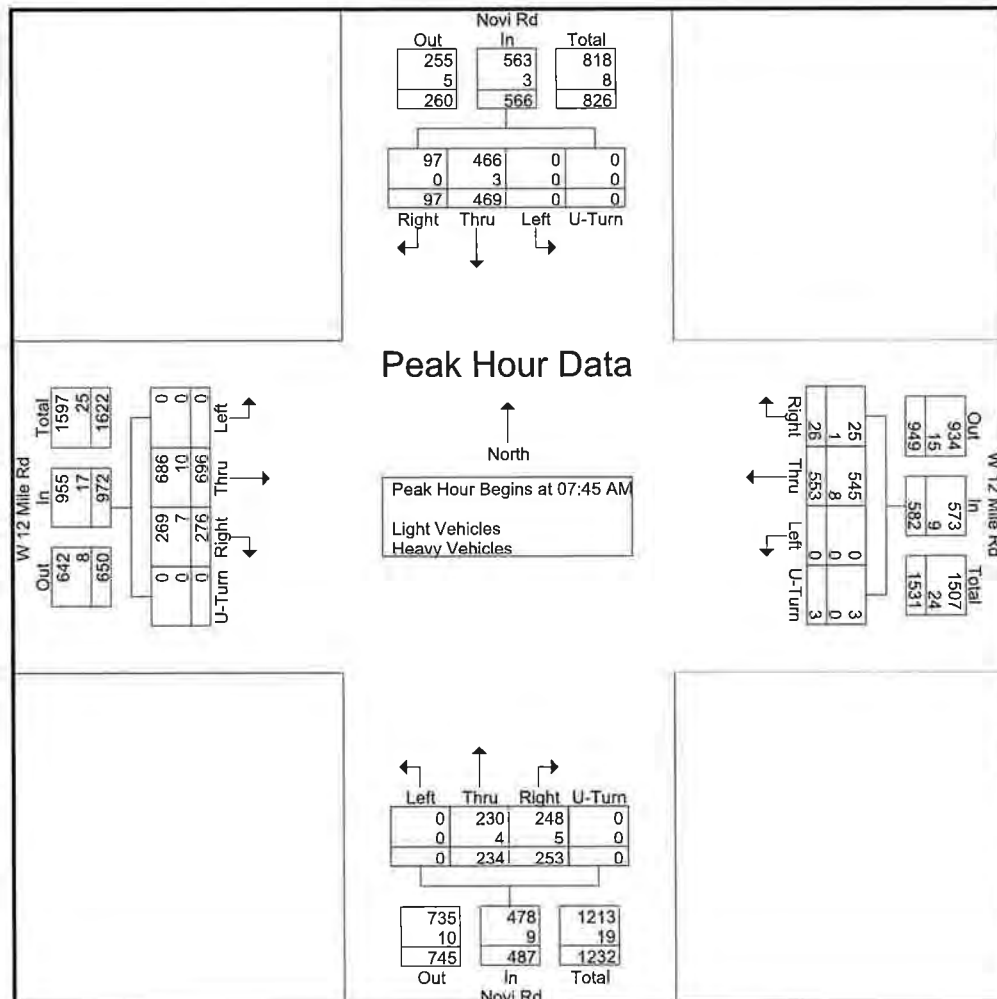 Novi Rd
Out In Total
255 563 818
5 3 8
260 566 826
97 466 0 0
0 3 0 0
97 469 0 0
Right Thru Left U-Turn
Peak Hour Data
North
Peak Hour Begins at 07:45 AM
Light Vehicles
Heavy Vehicles
W 12 Mile Rd
Total In Out
1597 955 642
25 17 8
1622 972 650
0 686 269 0
0 10 7 0
0 696 276 0
Left Thru Right U-Turn
W 12 Mile Rd
Out In Total
934 573 1507
15 9 24
949 582 1531
25 545 0 3
1 8 0 0
26 553 0 3
Right Thru Left U-Turn
Left Thru Right U-Turn
0 230 248 0
0 4 5 0
0 234 253 0
735 478 1213
10 9 19
745 487 1232
Out In Total
Novi Rd